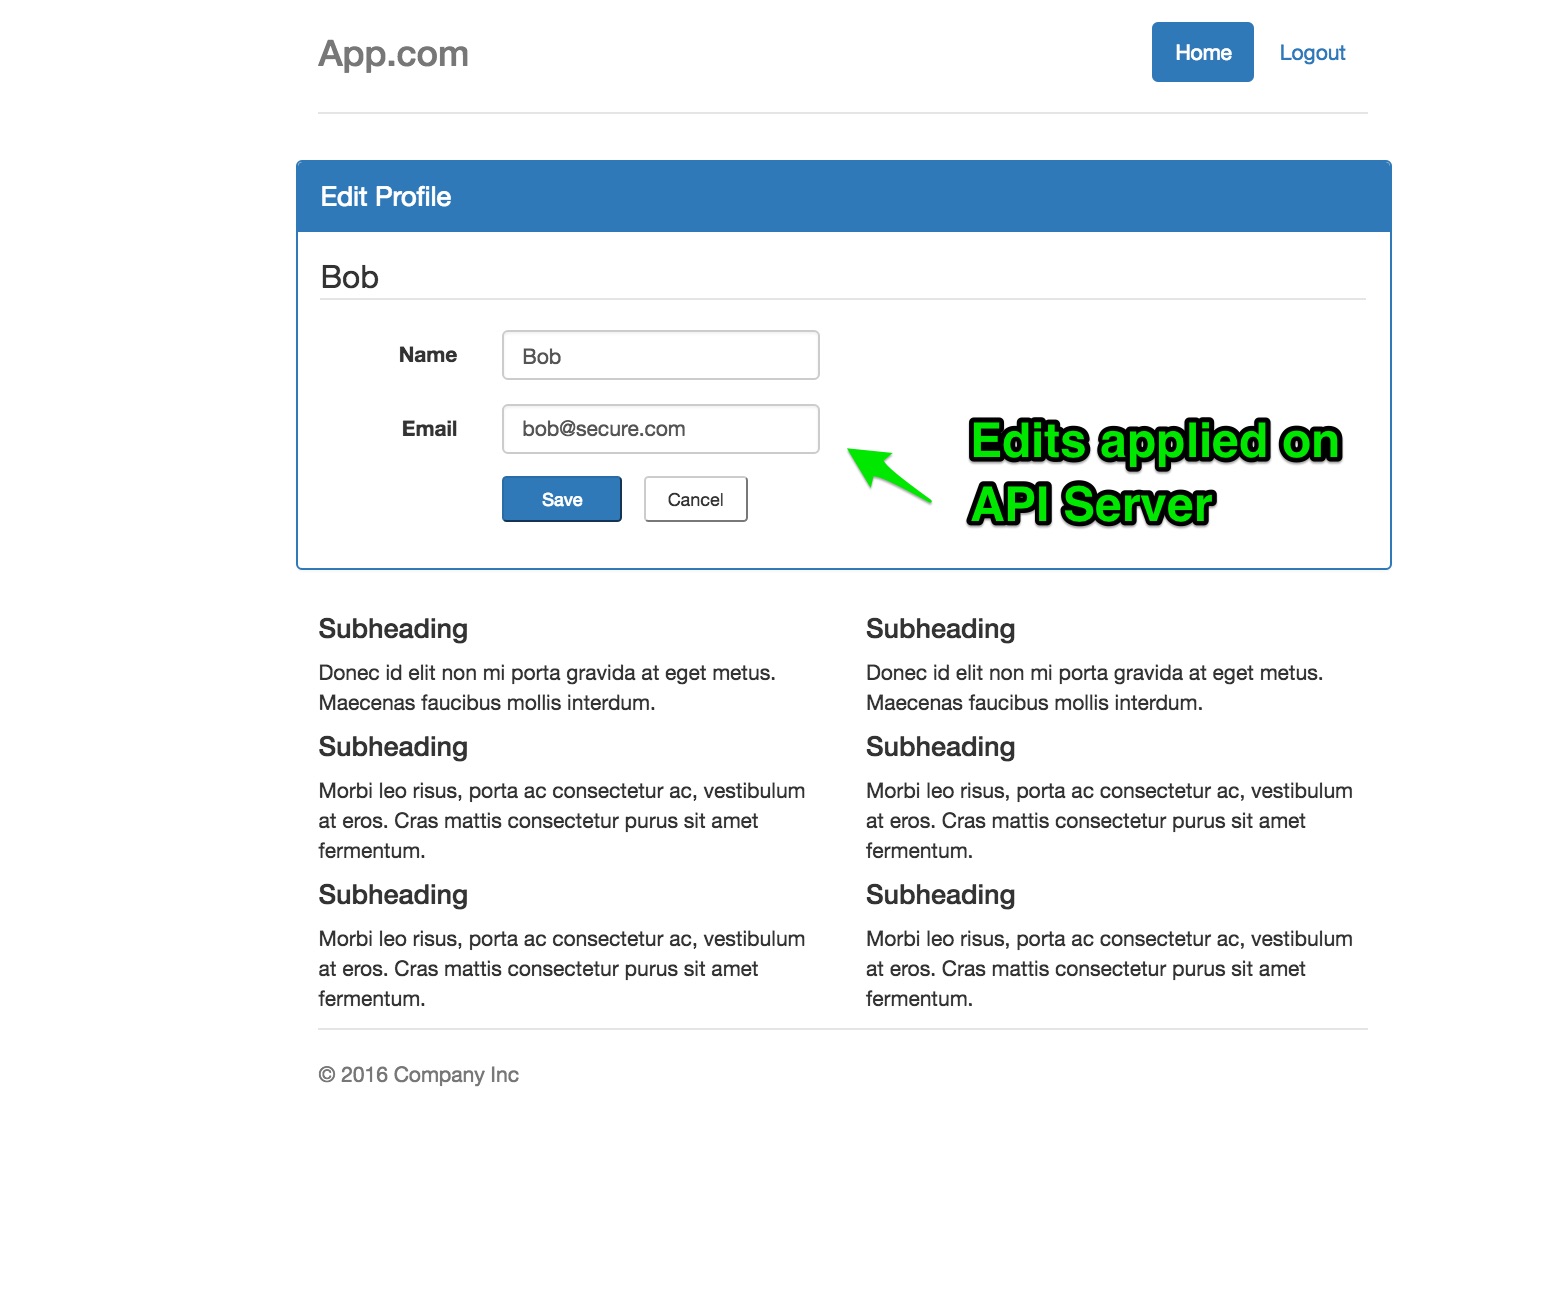 App.com
Home
Logout
Edit Profile
Bob
Name
Bob
Email
bob@secure.com
Save
Cancel
Edits applied on
API Server
Subheading
Donec id elit non mi porta gravida at eget metus.
Maecenas faucibus mollis interdum.
Subheading
Morbi leo risus, porta ac consectetur ac, vestibulum
at eros. Cras mattis consectetur purus sit amet
fermentum.
Subheading
Morbi leo risus, porta ac consectetur ac, vestibulum
at eros. Cras mattis consectetur purus sit amet
fermentum.
Subheading
Donec id elit non mi porta gravida at eget metus.
Maecenas faucibus mollis interdum.
Subheading
Morbi leo risus, porta ac consectetur ac, vestibulum
at eros. Cras mattis consectetur purus sit amet
fermentum.
Subheading
Morbi leo risus, porta ac consectetur ac, vestibulum
at eros. Cras mattis consectetur purus sit amet
fermentum.
© 2016 Company Inc